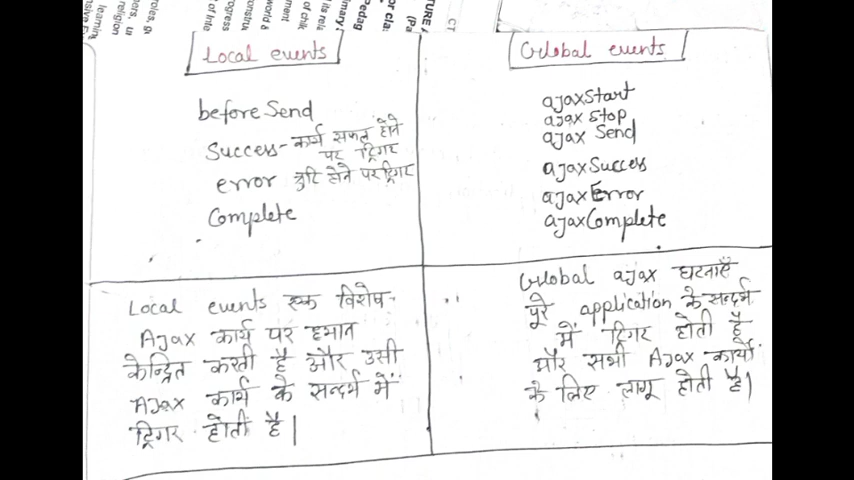 Local events
beforeSend
Success - कार्य सफल होने
पर ट्रिगर
error त्रुटि होने पर ट्रिगर
Complete
Global events
ajaxStart
ajax Stop
ajax Send
ajaxSuccess
ajaxError
ajaxComplete
Local events एक विशेष
Ajax कार्य पर
केन्द्रित करती है और उसी
Ajax कार्य के सन्दर्भ में
ट्रिगर होती है|
Global ajax घटनाएँ
पूरे application के सन्दर्भ
में ट्रिगर होती है
और सभी Ajax कार्यों
के लिए लागू होती है|